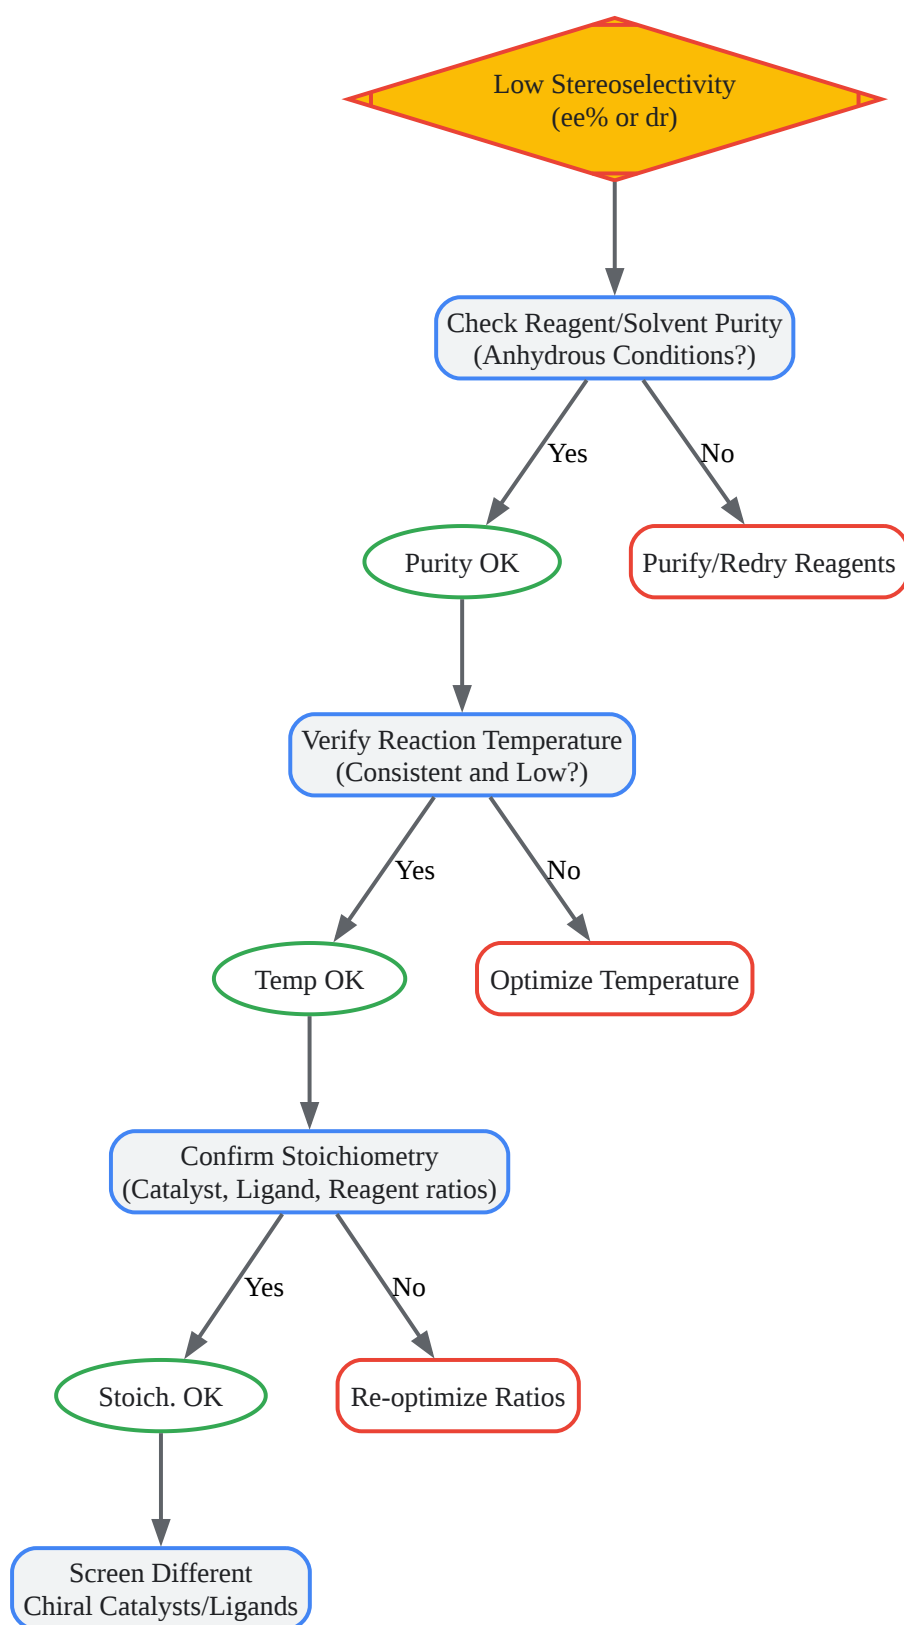 Low Stereoselectivity
(ee% or dr)
Check Reagent/Solvent Purity
(Anhydrous Conditions?)
Yes
No
Purity OK
Purify/Redry Reagents
Verify Reaction Temperature
(Consistent and Low?)
Yes
No
Temp OK
Optimize Temperature
Confirm Stoichiometry
(Catalyst, Ligand, Reagent ratios)
Yes
No
Stoich. OK
Re-optimize Ratios
Screen Different
Chiral Catalysts/Ligands